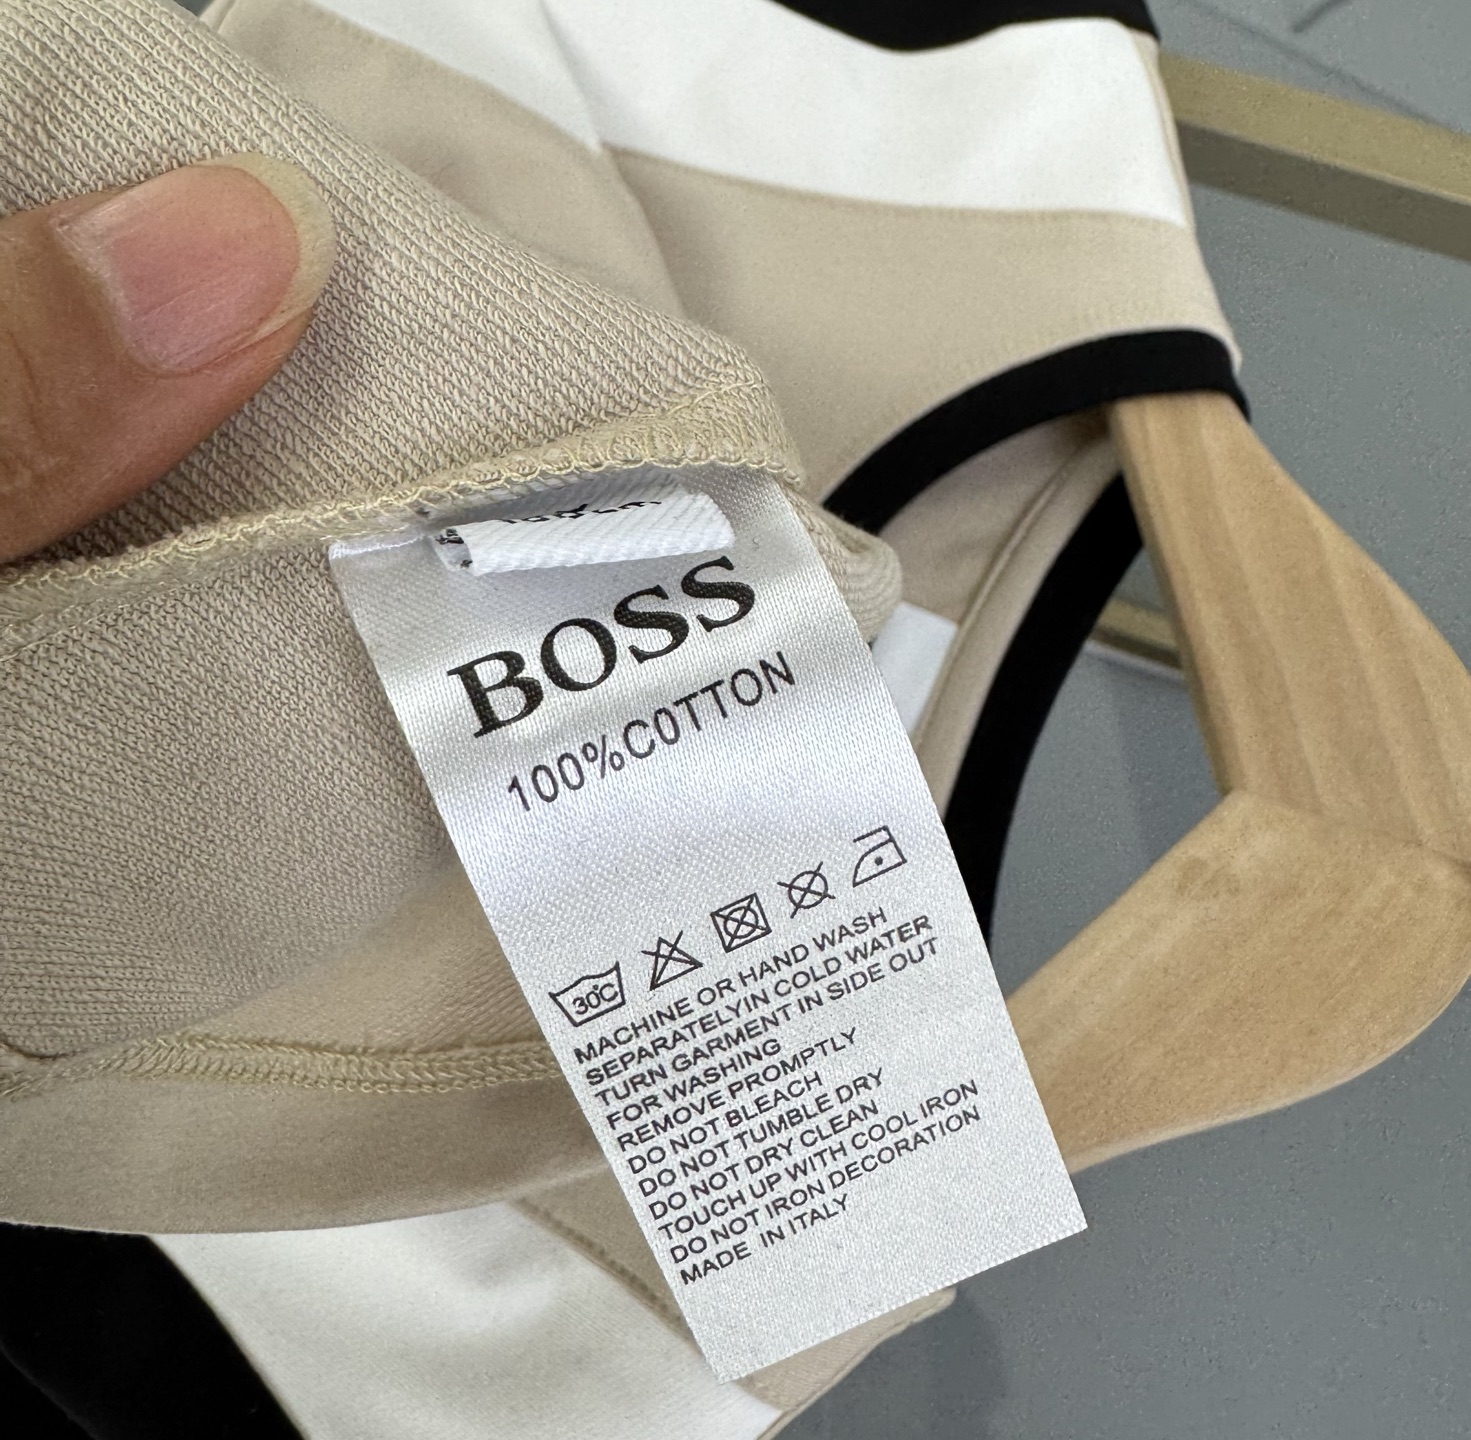 BOSS
100%C0TTON
30℃
MACHINE OR HAND WASH
SEPARATELYIN COLD WATER
TURN GARMENT IN SIDE OUT
FOR WASHING
REMOVE PROMPTLY
DO NOT BLEACH
DO NOT TUMBLE DRY
DO NOT DRY CLEAN
TOUCH UP WITH COOL IRON
DO NOT IRON DECORATION
MADE IN ITALY